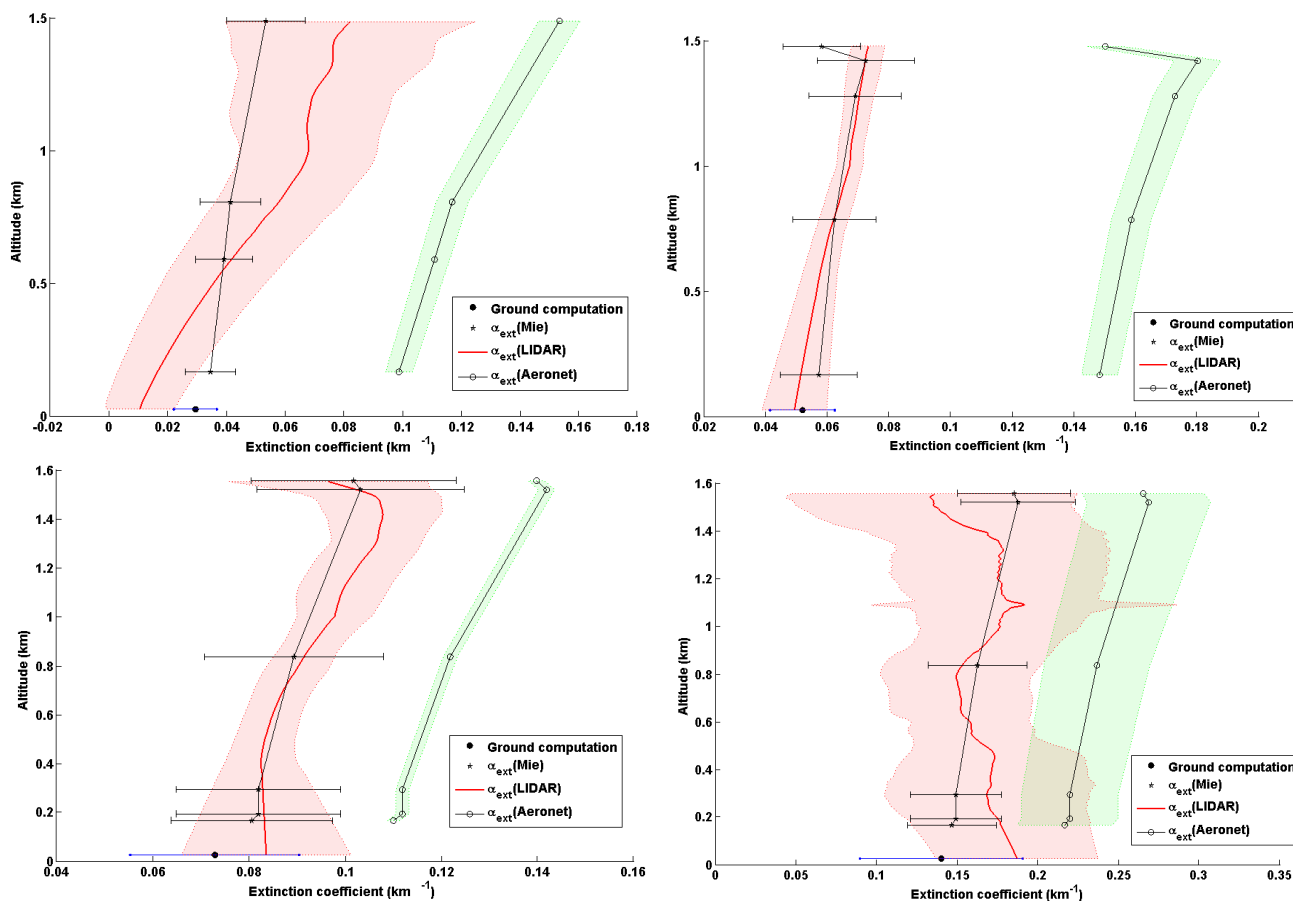 1.5
1
0.5
0
Altitude (km)
-0.02
0
0.02
0.04
0.06
0.08
0.1
0.12
0.14
0.16
0.18
Extinction coefficient (km -1)
Ground computation
αext(Mie)
αext(LIDAR)
αext(Aeronet)
1.5
1
0.5
0
Altitude (km)
0.02
0.04
0.06
0.08
0.1
0.12
0.14
0.16
0.18
0.2
Extinction coefficient (km -1)
Ground computation
αext(Mie)
αext(LIDAR)
αext(Aeronet)
1.6
1.4
1.2
1
0.8
0.6
0.4
0.2
0
Altitude (km)
0.04
0.06
0.08
0.1
0.12
0.14
0.16
Extinction coefficient (km -1)
Ground computation
αext(Mie)
αext(LIDAR)
αext(Aeronet)
1.6
1.4
1.2
1
0.8
0.6
0.4
0.2
0
Altitude (km)
0
0.05
0.1
0.15
0.2
0.25
0.3
0.35
Extinction coefficient (km-1)
Ground computation
αext(Mie)
αext(LIDAR)
αext(Aeronet)